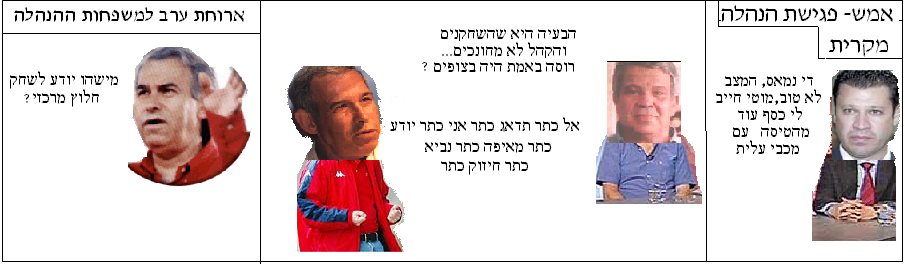 אמש- פגישת הנהלה
מקרית
די נמאס, המצב
לא טוב,מוטי חייב
לי כסף עוד
מהטיסה עם
מכבי עלית
הבעיה היא שהשחקנים
והקהל לא מחונכים...
רוסה באמת היה בצופים ?
אל כתר תדאג כתר אני כתר יודע
כתר מאיפה כתר נביא
כתר חיזוק כתר
ארוחת ערב למשפחות ההנהלה
מישהו יודע לשחק
חלוץ מרכזי?